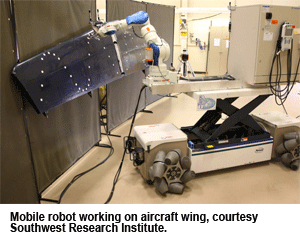 Mobile robot working on aircraft wing, courtesy
Southwest Research Institute.